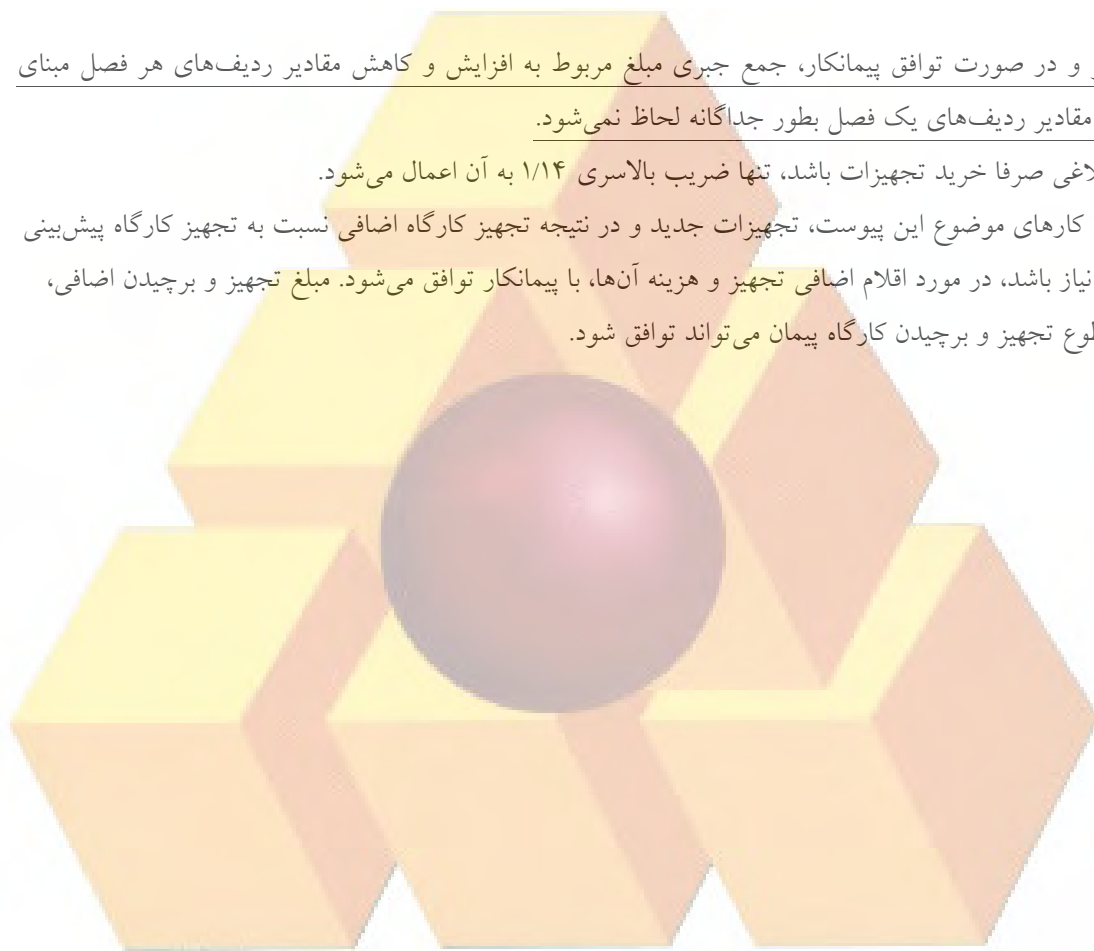 و در صورت توافق پیمانکار، جمع جبری مبلغ مربوط به افزایش و کاهش مقادیر ردیف‌های هر فصل مبنای
مقادیر ردیف‌های یک فصل بطور جداگانه لحاظ نمی‌شود.
لاغی صرفا خرید تجهیزات باشد، تنها ضریب بالاسری ۱/۱۴ به آن اعمال می‌شود.
کارهای موضوع این پیوست، تجهیزات جدید و در نتیجه تجهیز کارگاه اضافی نسبت به تجهیز کارگاه پیش‌بینی
نیاز باشد، در مورد اقلام اضافی تجهیز و هزینه آن‌ها، با پیمانکار توافق می‌شود. مبلغ تجهیز و برچیدن اضافی،
طوع تجهیز و برچیدن کارگاه پیمان می‌تواند توافق شود.